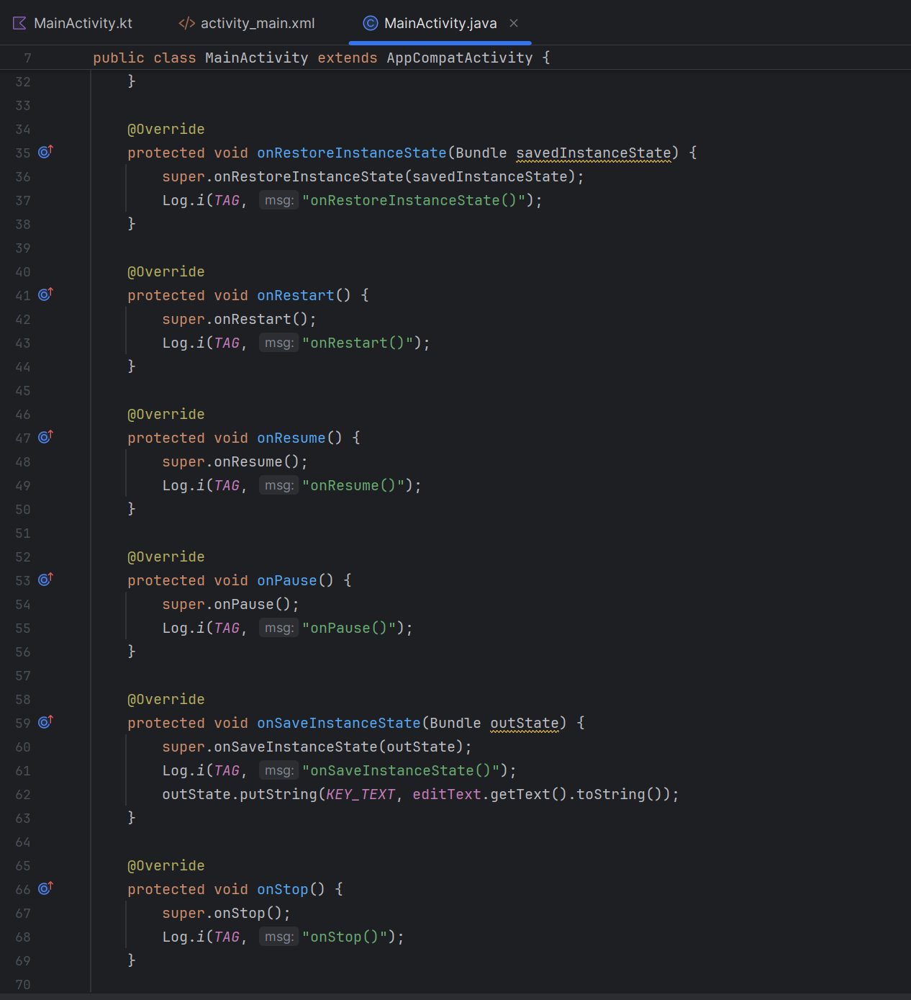 MainActivity.kt </> activity_main.xml © MainActivity.java ×
7 public class MainActivity extends AppCompatActivity {
32     }
33
34     @Override
35     protected void onRestoreInstanceState(Bundle savedInstanceState) {
36         super.onRestoreInstanceState(savedInstanceState);
37         Log.i(TAG, msg: "onRestoreInstanceState()");
38     }
39
40     @Override
41     protected void onRestart() {
42         super.onRestart();
43         Log.i(TAG, msg: "onRestart()");
44     }
45
46     @Override
47     protected void onResume() {
48         super.onResume();
49         Log.i(TAG, msg: "onResume()");
50     }
51
52     @Override
53     protected void onPause() {
54         super.onPause();
55         Log.i(TAG, msg: "onPause()");
56     }
57
58     @Override
59     protected void onSaveInstanceState(Bundle outState) {
60         super.onSaveInstanceState(outState);
61         Log.i(TAG, msg: "onSaveInstanceState()");
62         outState.putString(KEY_TEXT, editText.getText().toString());
63     }
64
65     @Override
66     protected void onStop() {
67         super.onStop();
68         Log.i(TAG, msg: "onStop()");
69     }
70